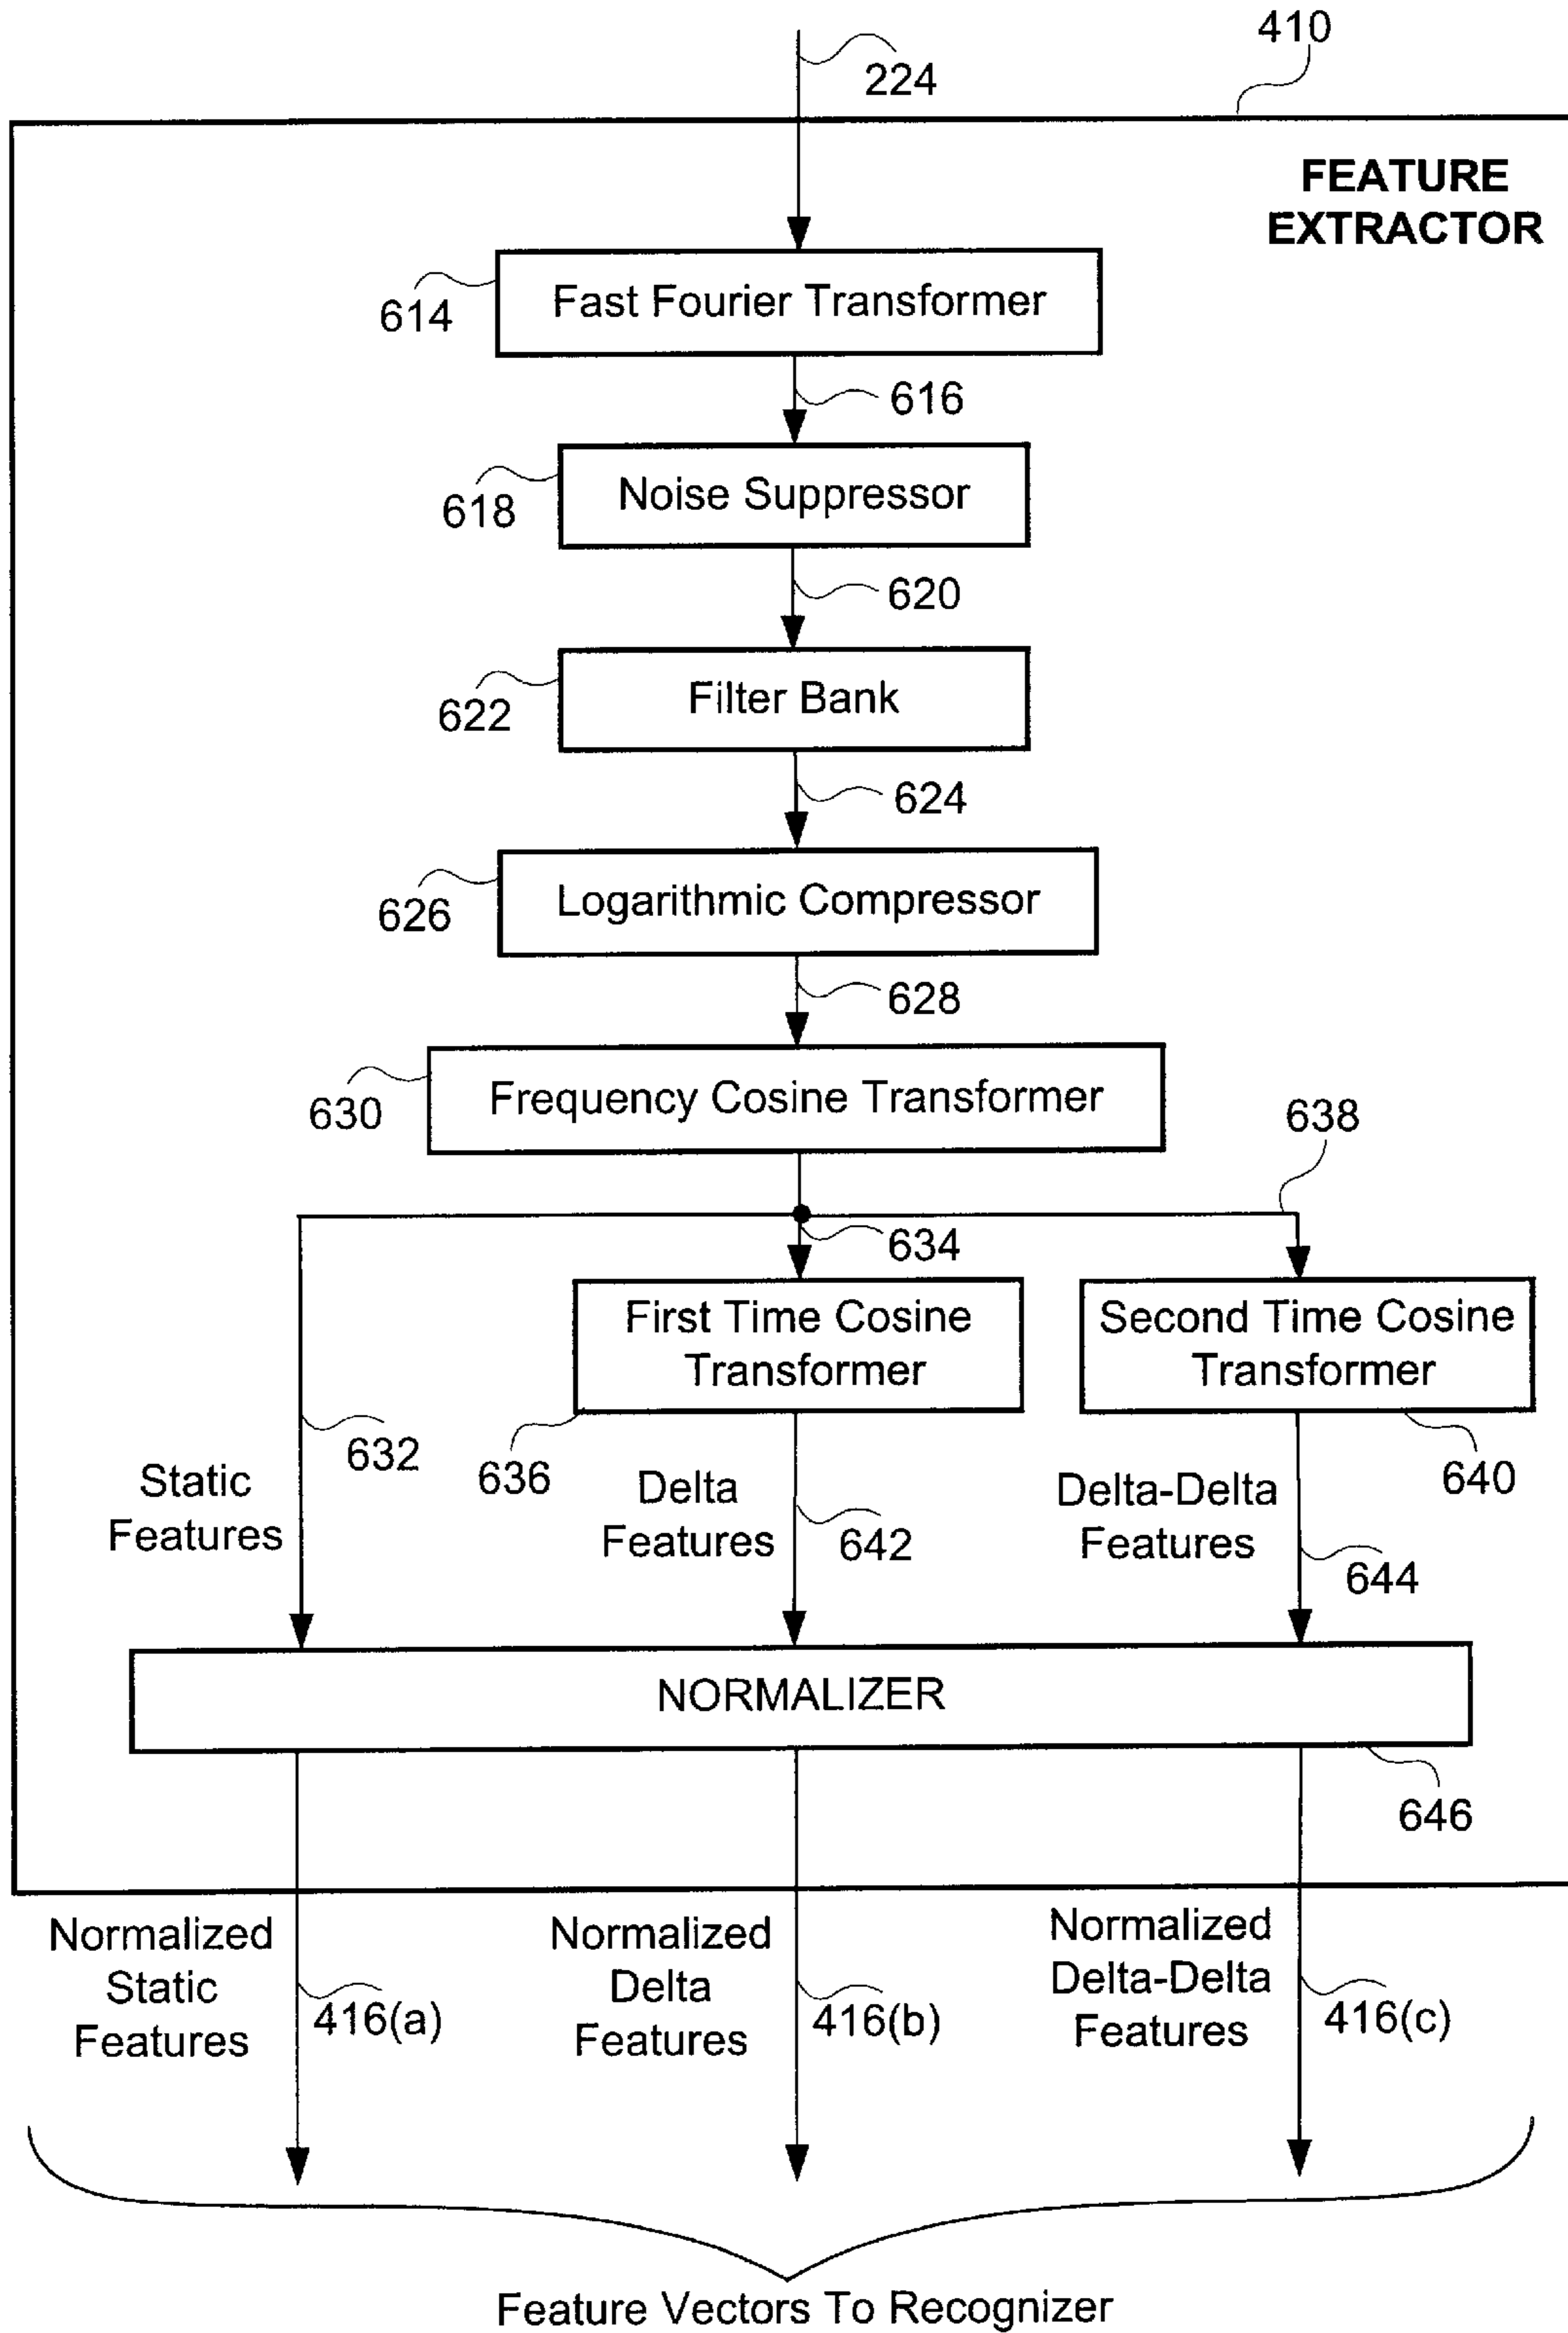 410
224
FEATURE
EXTRACTOR
Fast Fourier Transformer
614
616
Noise Suppressor
618
620
Filter Bank
622
624
Logarithmic Compressor
626
628
Frequency Cosine Transformer
630
638
634
First Time Cosine
Transformer
Second Time Cosine
Transformer
632
636
640
Static
Features
Delta
Features
642
Delta-Delta
Features
644
NORMALIZER
646
Normalized
Static
Features
416(a)
Normalized
Delta
Features
416(b)
Normalized
Delta-Delta
Features
416(c)
Feature Vectors To Recognizer